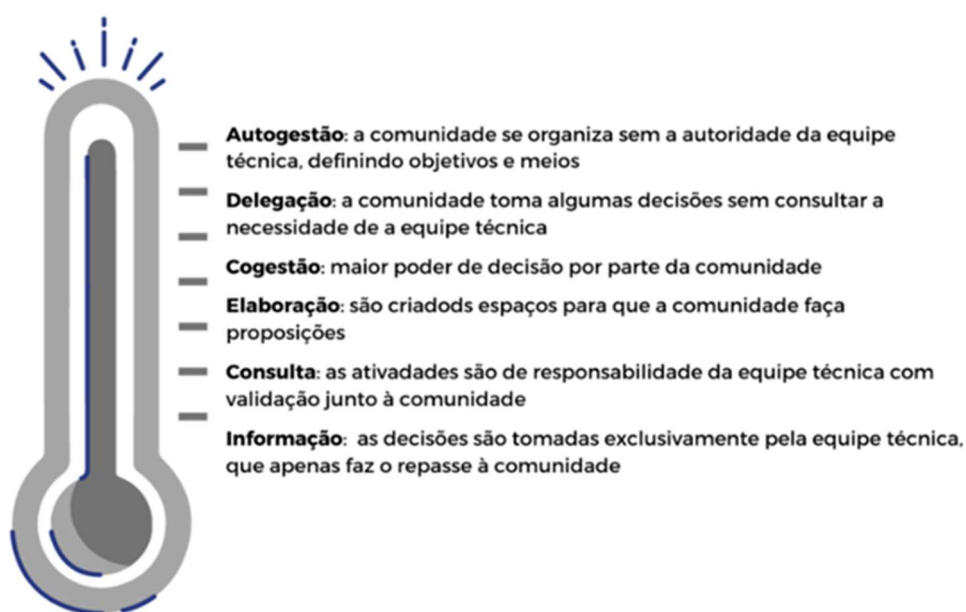 Autogestão: a comunidade se organiza sem a autoridade da equipe
técnica, definindo objetivos e meios
Delegação: a comunidade toma algumas decisões sem consultar a
necessidade de a equipe técnica
Cogestão: maior poder de decisão por parte da comunidade
Elaboração: são criadods espaços para que a comunidade faça
proposições
Consulta: as ativadades são de responsabilidade da equipe técnica com
validação junto à comunidade
Informação: as decisões são tomadas exclusivamente pela equipe técnica,
que apenas faz o repasse à comunidade